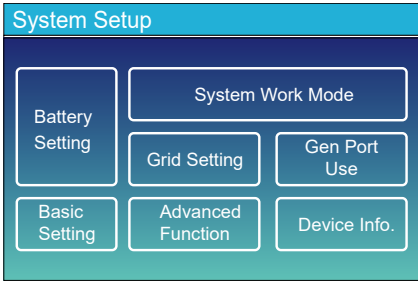 System Setup
Battery
Setting
System Work Mode
Grid Setting
Gen Port
Use
Basic
Setting
Advanced
Function
Device Info.